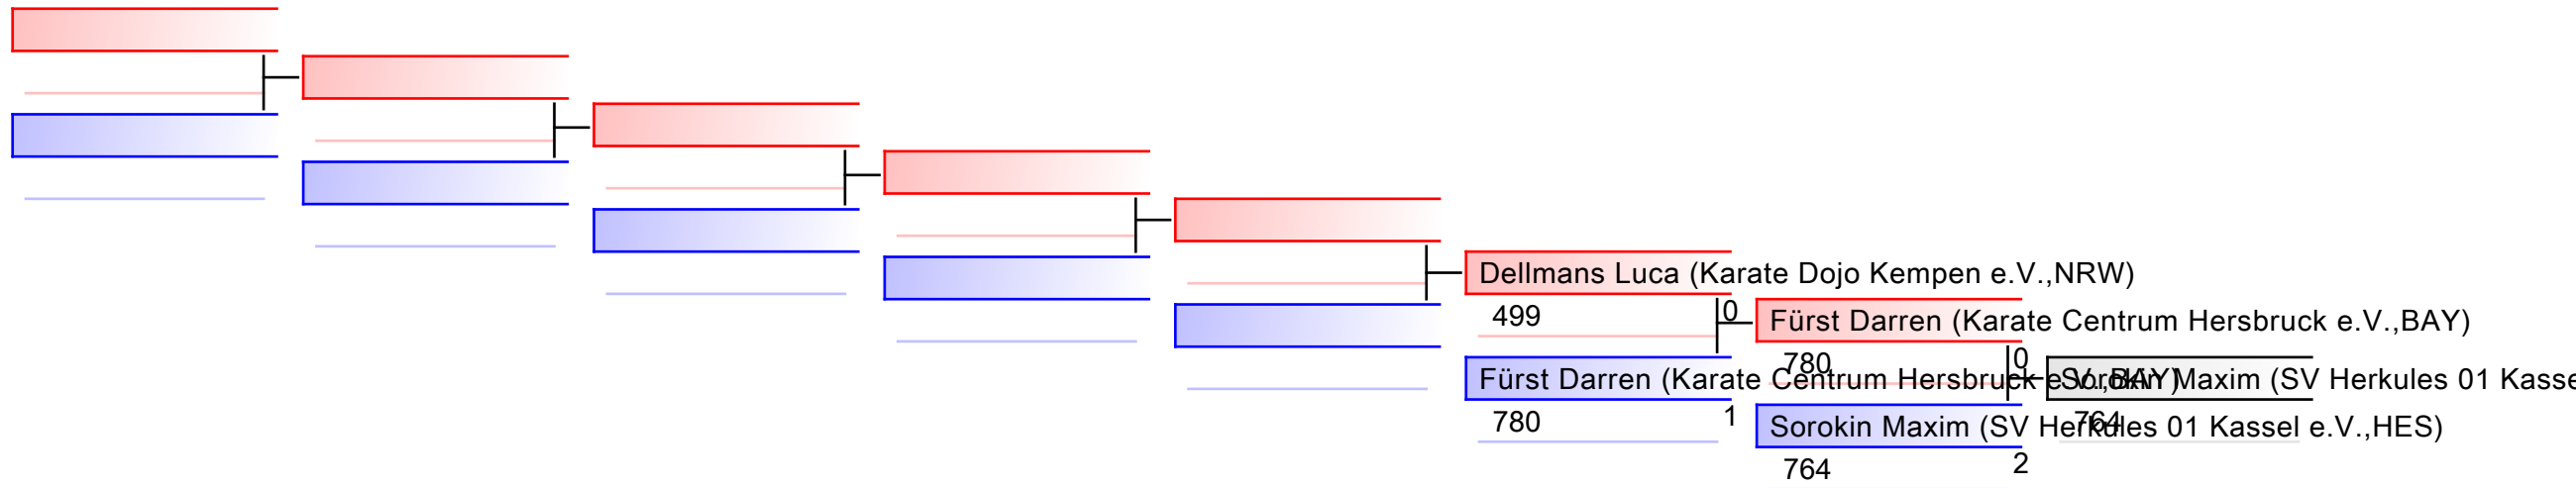 Dellmans Luca (Karate Dojo Kempen e.V.,NRW)
499
0
Fürst Darren (Karate Centrum Hersbruck e.V.,BAY)
780
0
Fürst Darren (Karate Centrum Hersbruck e.V.,BAY)
780
1
Sorokin Maxim (SV Herkules 01 Kasse
764
Sorokin Maxim (SV Herkules 01 Kassel e.V.,HES)
764
2